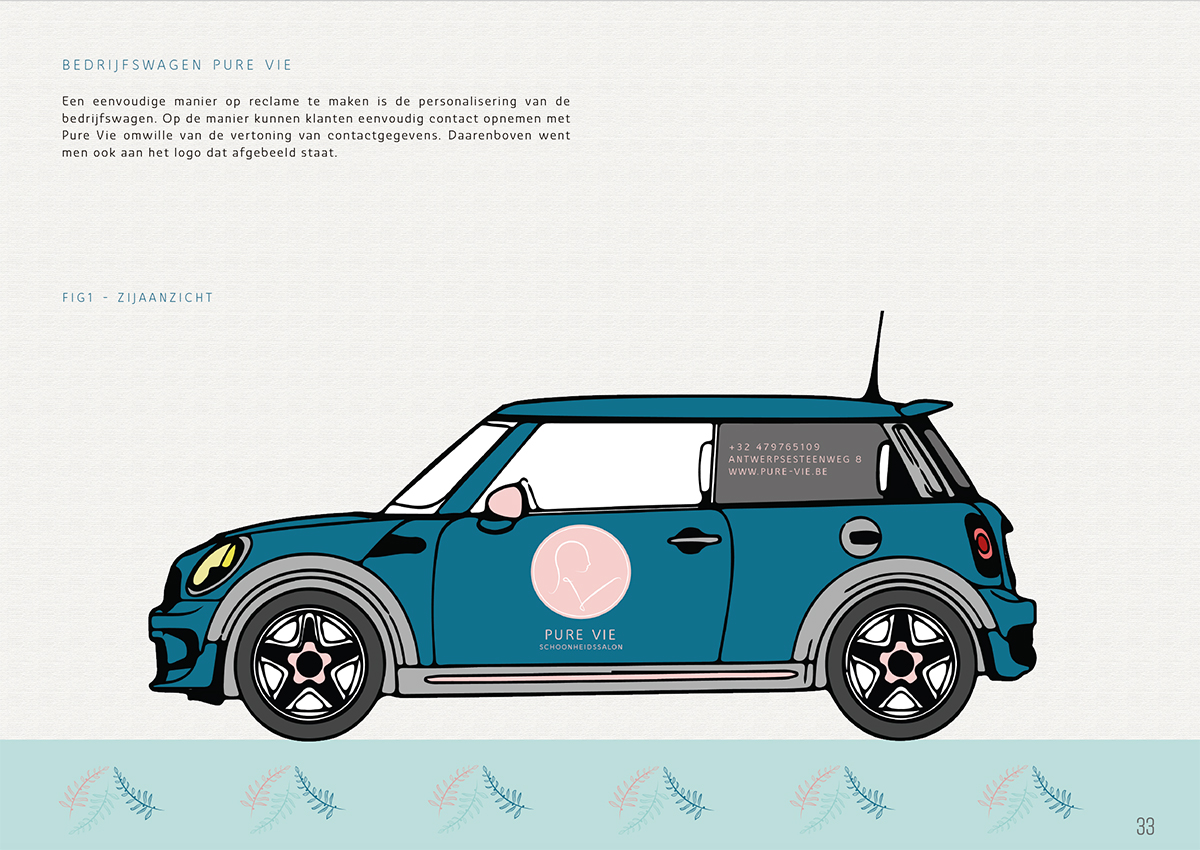 BEDRIJFSWAGEN PURE VIE
Een eenvoudige manier op reclame te maken is de personalisering van de
bedrijfswagen. Op de manier kunnen klanten eenvoudig contact opnemen met
Pure Vie omwille van de vertoning van contactgegevens. Daarenboven went
men ook aan het logo dat afgebeeld staat.
FIG1 - ZIJAANZICHT
+32 479765109
ANTWERPSESTEENWEG 8
WWW.PURE-VIE.BE
PURE VIE
SCHOONHEIDSSALON
33